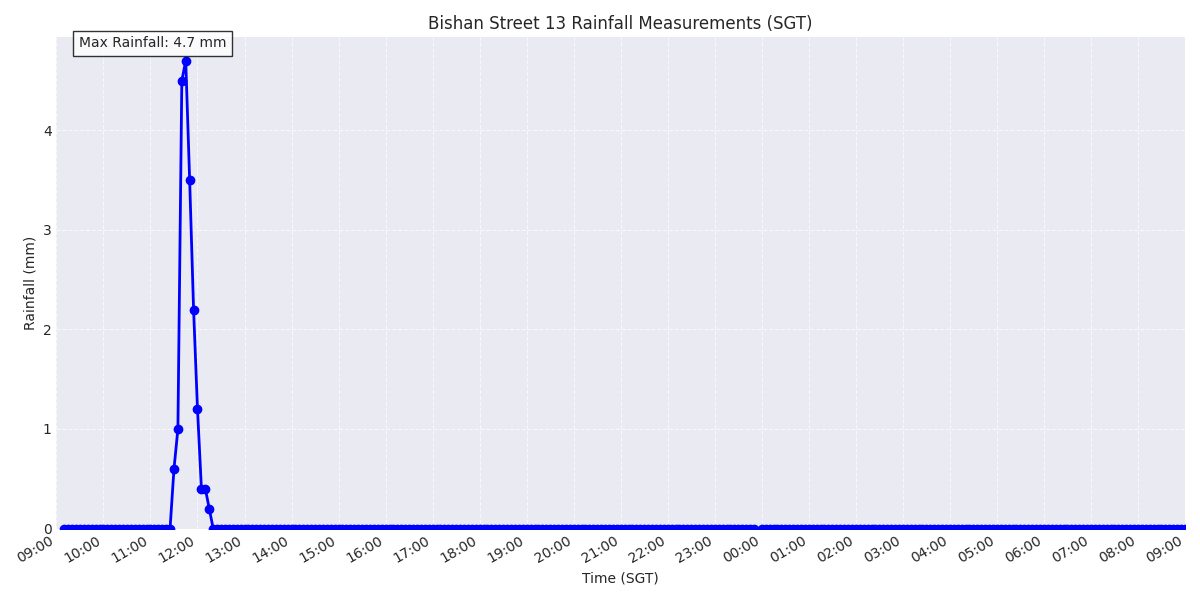 Bishan Street 13 Rainfall Measurements (SGT)
Max Rainfall: 4.7 mm
Rainfall (mm)
4
3
2
1
0
09:00 10:00 11:00 12:00 13:00 14:00 15:00 16:00 17:00 18:00 19:00 20:00 21:00 22:00 23:00 00:00 01:00 02:00 03:00 04:00 05:00 06:00 07:00 08:00 09:00
Time (SGT)